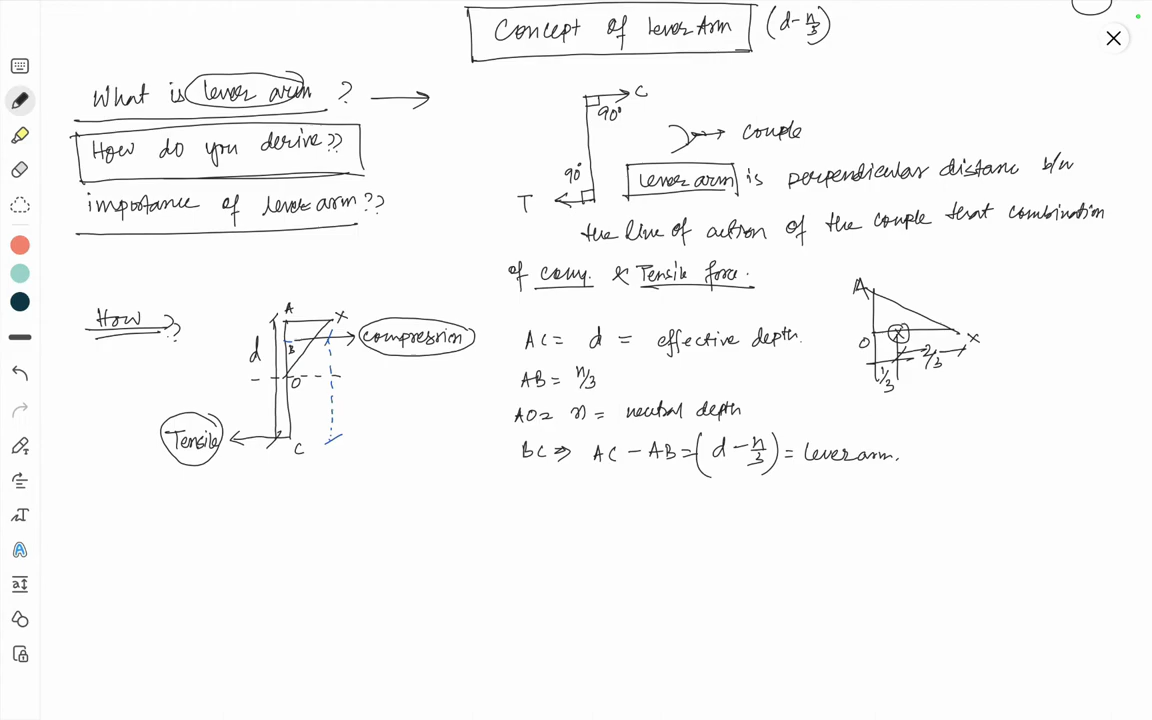 Concept of lever Arm (d-n/3)
What is lever arm ?
How do you derive??
importance of lever arm??
C
90°
couple
90°
T
lever arm is perpendicular distance b/w
the line of action of the couple that combination
of comp. & Tensile force.
How ??
A
X
d
B
compression
O
Tensile
C
AC = d = effective depth.
AB = n/3
AO = n = neutral depth
BC ⇒ AC - AB = (d - n/3) = lever arm.
A
O
X
X
1/3
2/3